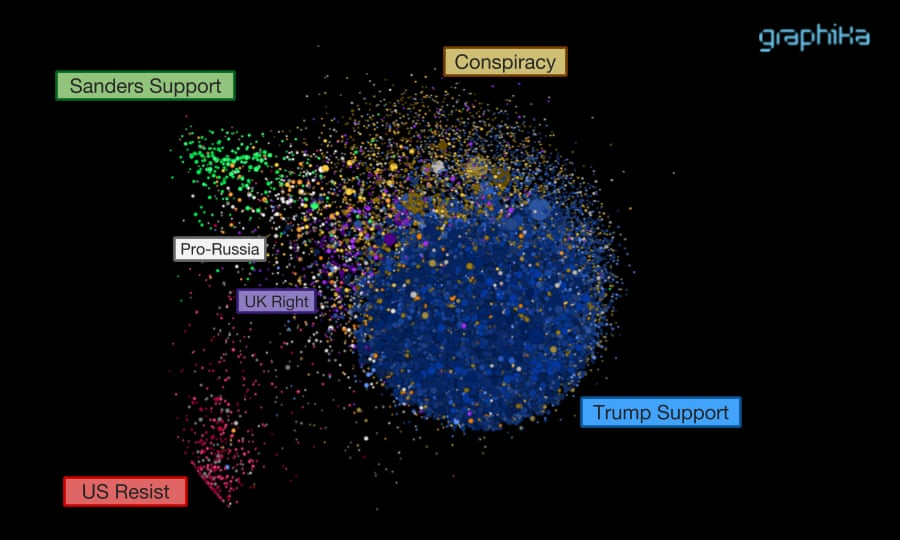 graphika
Conspiracy
Sanders Support
Pro-Russia
UK Right
Trump Support
US Resist